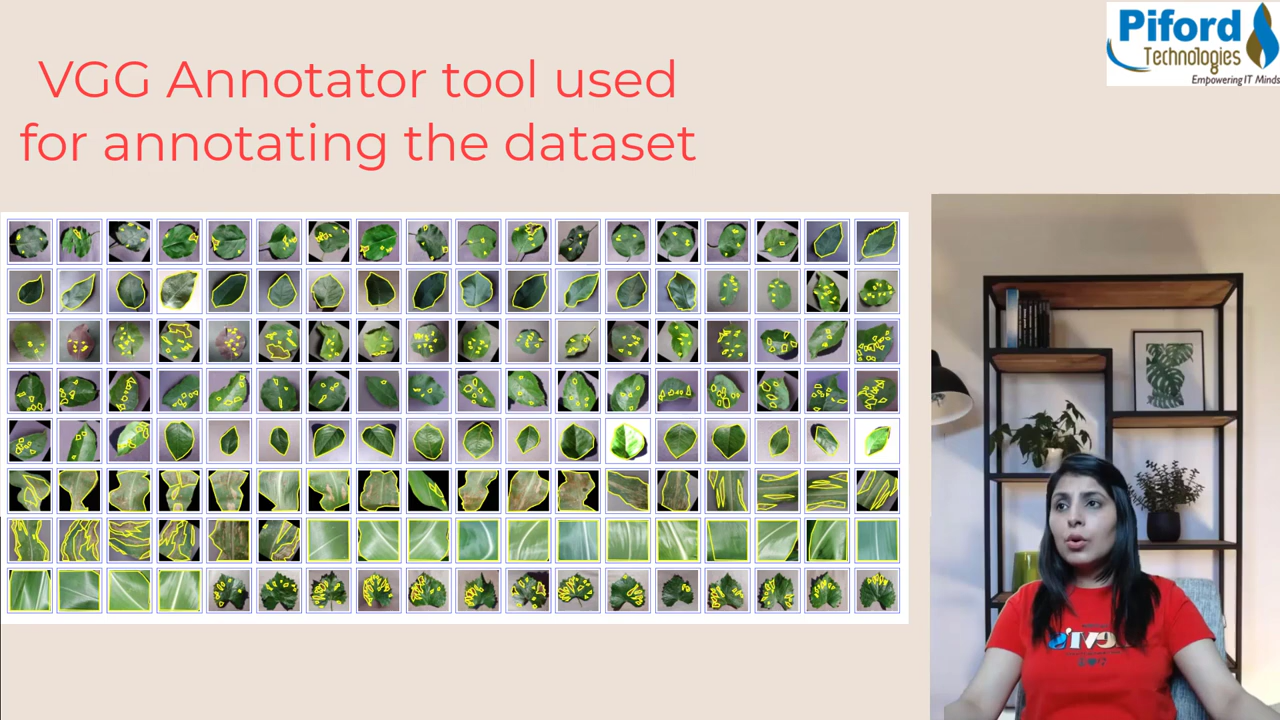 VGG Annotator tool used
for annotating the dataset
Piford
Technologies
Empowering IT Minds